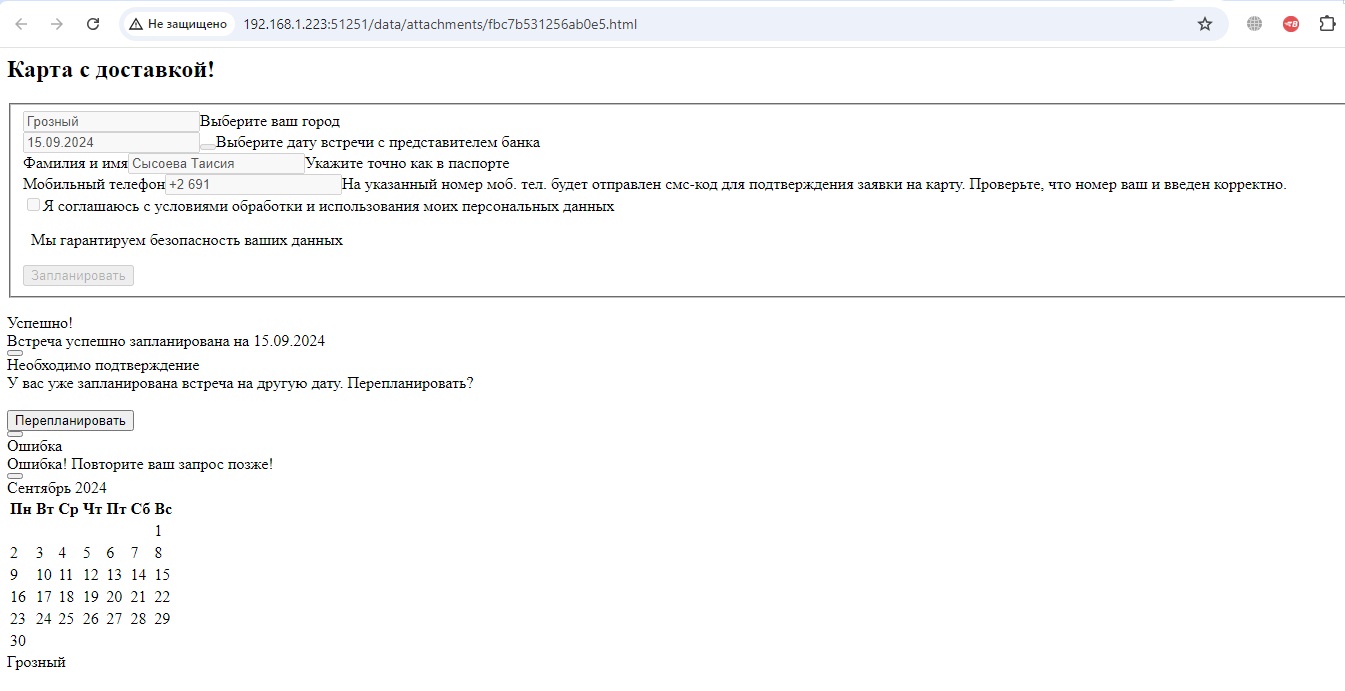 Не защищено 192.168.1.223:51251/data/attachments/fbc7b531256ab0e5.html
Карта с доставкой!
Грозный Выберите ваш город
15.09.2024 Выберите дату встречи с представителем банка
Фамилия и имя Сысоева Таисия Укажите точно как в паспорте
Мобильный телефон +2 691 На указанный номер моб. тел. будет отправлен смс-код для подтверждения заявки на карту. Проверьте, что номер ваш и введен корректно.
Я соглашаюсь с условиями обработки и использования моих персональных данных
Мы гарантируем безопасность ваших данных
Запланировать
Успешно!
Встреча успешно запланирована на 15.09.2024
Необходимо подтверждение
У вас уже запланирована встреча на другую дату. Перепланировать?
Перепланировать
Ошибка
Ошибка! Повторите ваш запрос позже!
Сентябрь 2024
Пн Вт Ср Чт Пт Сб Вс
1
2 3 4 5 6 7 8
9 10 11 12 13 14 15
16 17 18 19 20 21 22
23 24 25 26 27 28 29
30
Грозный